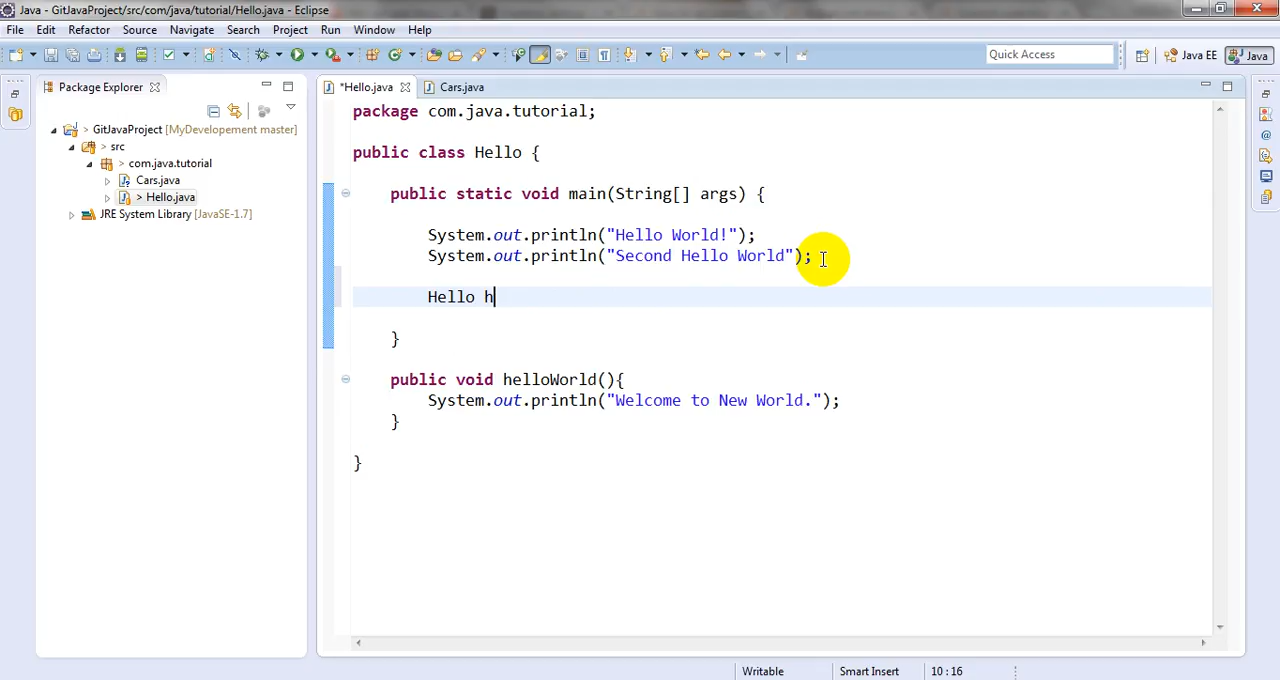 Java - GitJavaProject/src/com/java/tutorial/Hello.java - Eclipse
File Edit Refactor Source Navigate Search Project Run Window Help
Quick Access Java EE Java
Package Explorer
*Hello.java Cars.java
> GitJavaProject [MyDevelopement master]
> src
> com.java.tutorial
Cars.java
> Hello.java
JRE System Library [JavaSE-1.7]
package com.java.tutorial;
public class Hello {
public static void main(String[] args) {
System.out.println("Hello World!");
System.out.println("Second Hello World");
Hello h
}
public void helloWorld(){
System.out.println("Welcome to New World.");
}
}
Writable Smart Insert 10 : 16